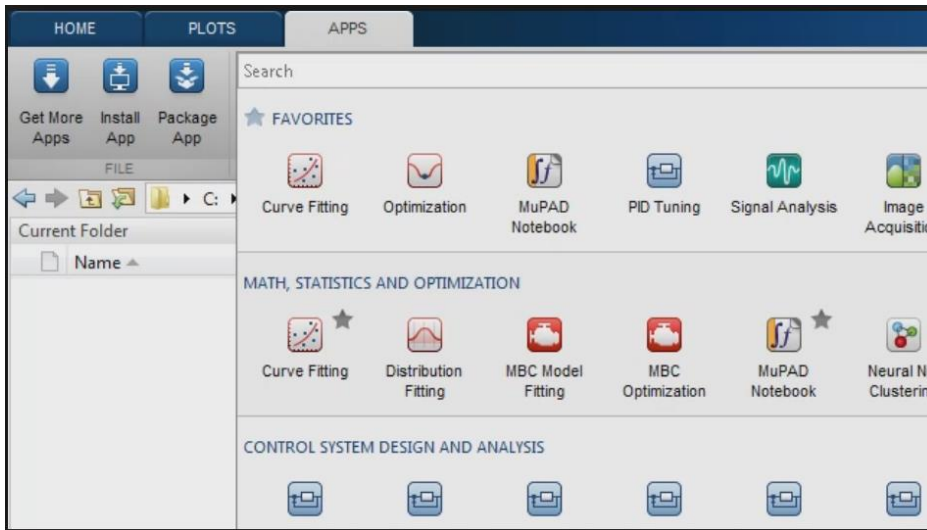 HOME PLOTS APPS
Search
Get More Apps
Install App
Package App
FILE
FAVORITES
Curve Fitting
Optimization
MuPAD
Notebook
PID Tuning
Signal Analysis
Image
C:
Current Folder
Name
MATH, STATISTICS AND OPTIMIZATION
Curve Fitting
Distribution
Fitting
MBC Model
Fitting
MBC
Optimization
MuPAD
Notebook
Neural
CONTROL SYSTEM DESIGN AND ANALYSIS